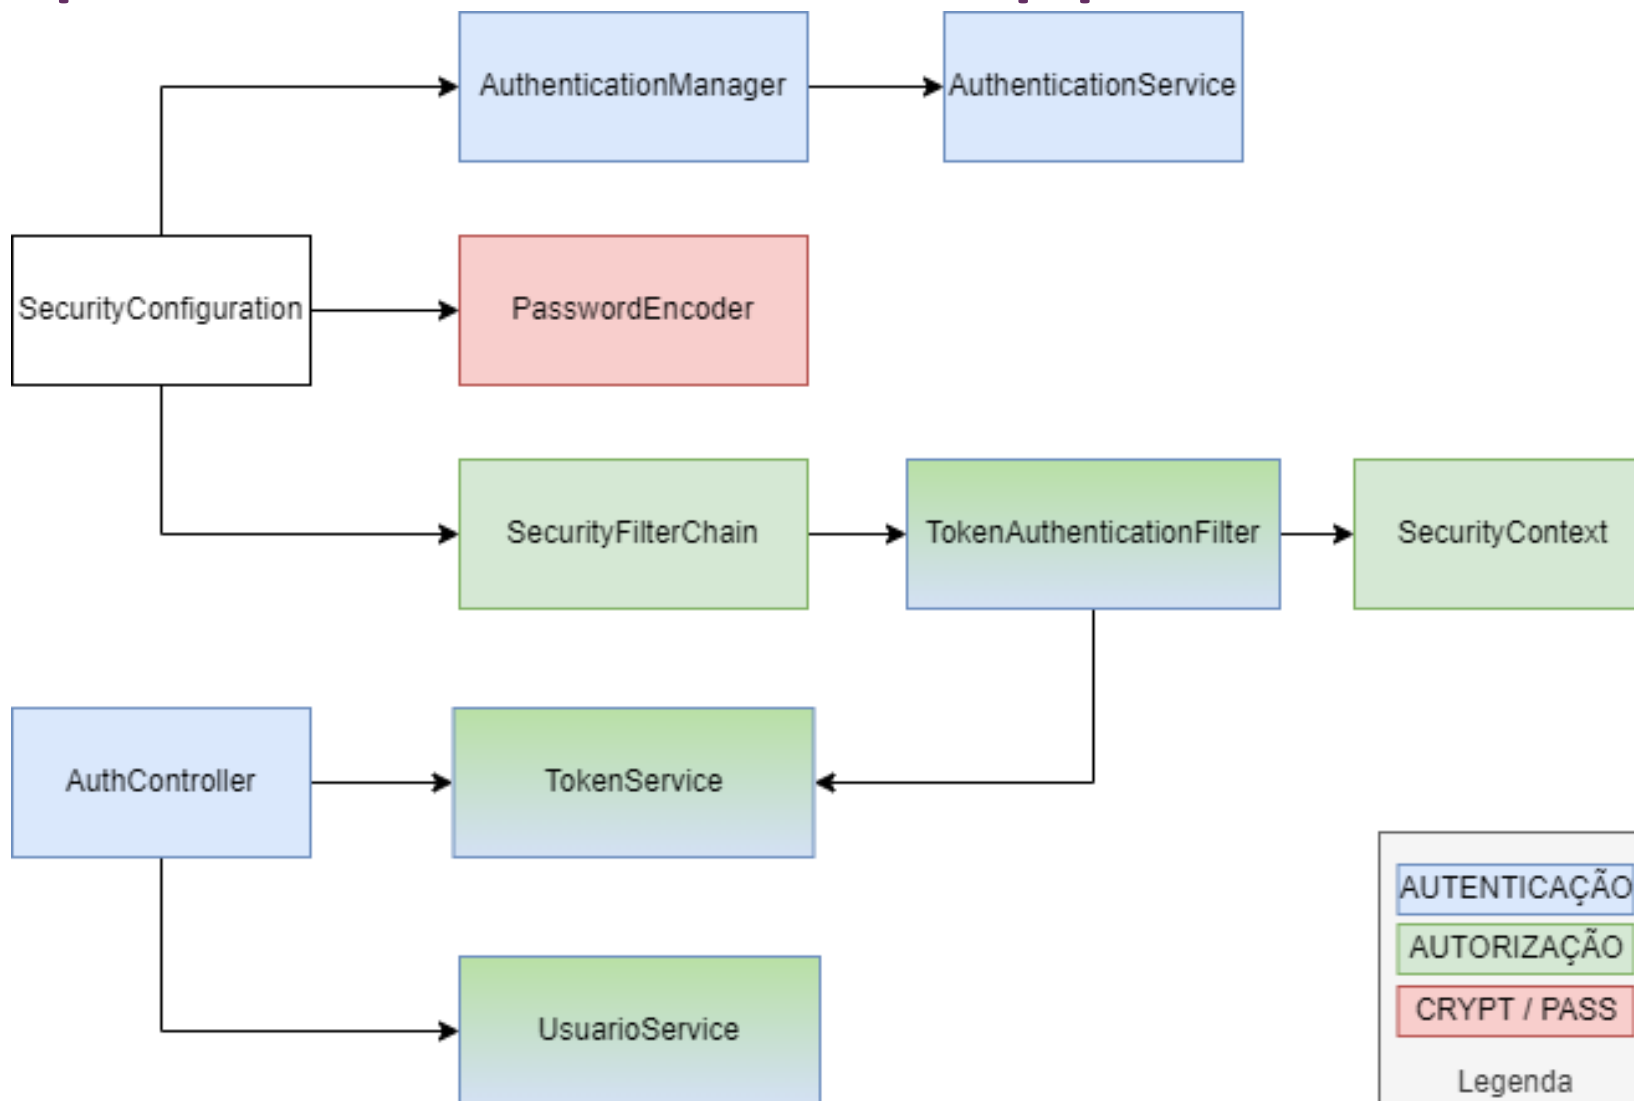 AuthenticationManager
AuthenticationService
SecurityConfiguration
PasswordEncoder
SecurityFilterChain
TokenAuthenticationFilter
SecurityContext
AuthController
TokenService
UsuarioService
AUTENTICAÇÃO
AUTORIZAÇÃO
CRYPT / PASS
Legenda